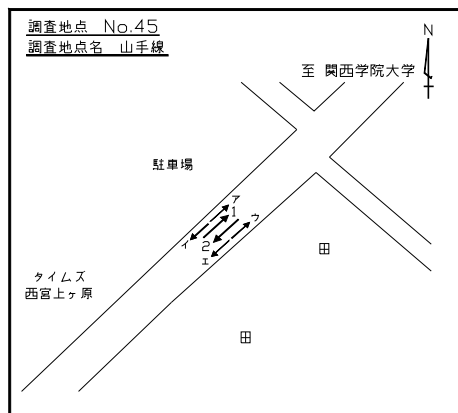 調査地点 No.45
調査地点名 山手線
N
至 関西学院大学
駐車場
ア
1
ウ
イ
2
エ
田
タイムズ
西宮上ヶ原
田